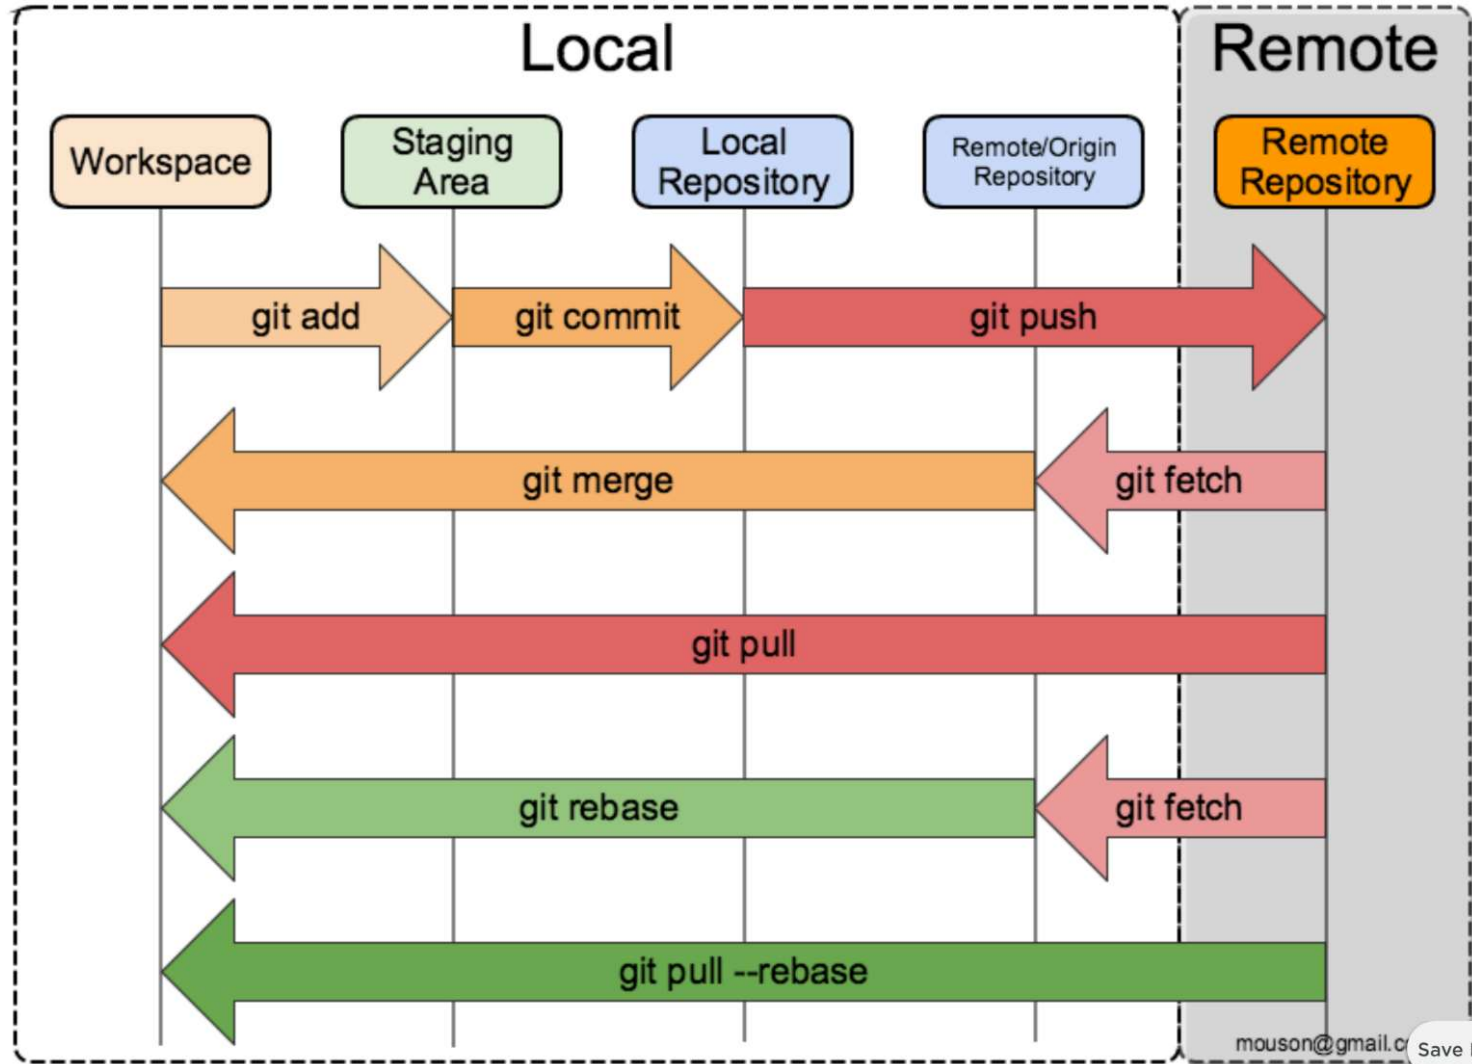 Local
Remote
Workspace
Staging
Area
Local
Repository
Remote/Origin
Repository
Remote
Repository
git add
git commit
git push
git merge
git fetch
git pull
git rebase
git fetch
git pull --rebase
Save